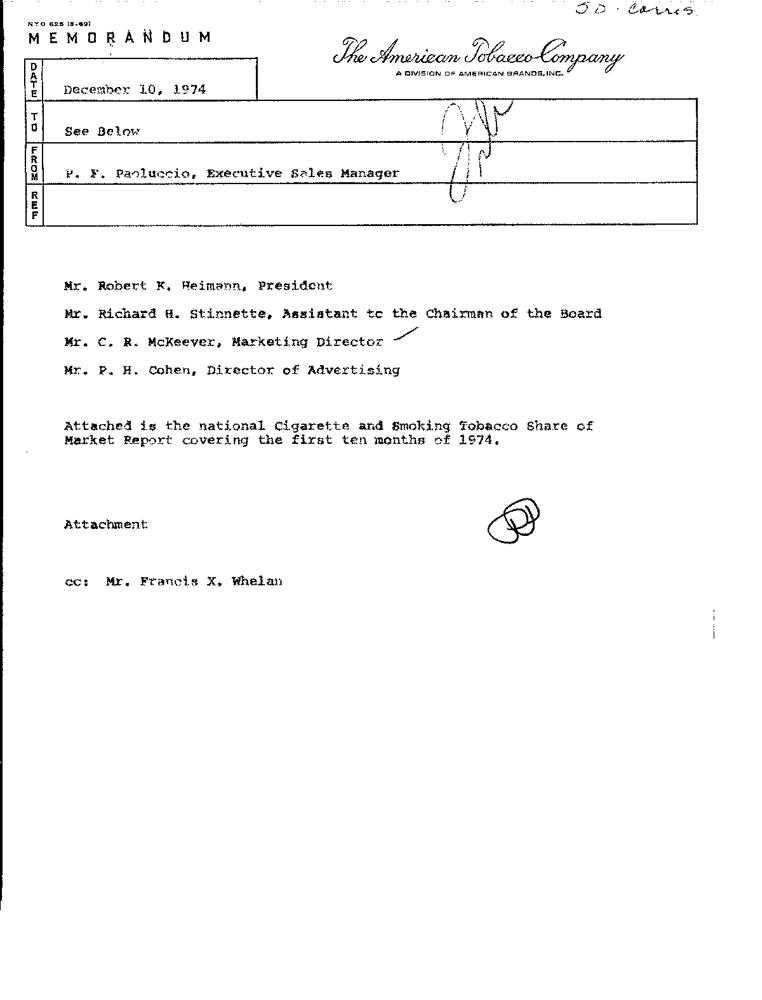 NYO 625 (5-69)
MEMORANDUM
The American Tobacco Company
A DIVISION OF AMERICAN BRANDS, INC.
DATE
December 10, 1974
TO
See Below
FROM
P. F. Paoluccio, Executive Sales Manager
REF
Mr. Robert K. Heimann, President
Mr. Richard H. Stinnette, Assistant to the Chairman of the Board
Mr. C. R. McKeever, Marketing Director
Mr. P. H. Cohen, Director of Advertising
Attached is the national Cigarette and Smoking Tobacco Share of
Market Report covering the first ten months of 1974.
Attachment
cc: Mr. Francis X. Whelan